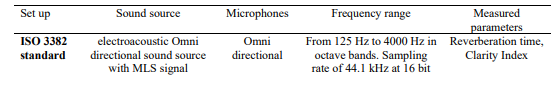 Set up Sound source Microphones Frequency range Measured
parameters
ISO 3382 electroacoustic Omni Omni From 125 Hz to 4000 Hz in Reverberation time,
standard directional sound source directional octave bands. Sampling Clarity Index
with MLS signal rate of 44.1 kHz at 16 bit